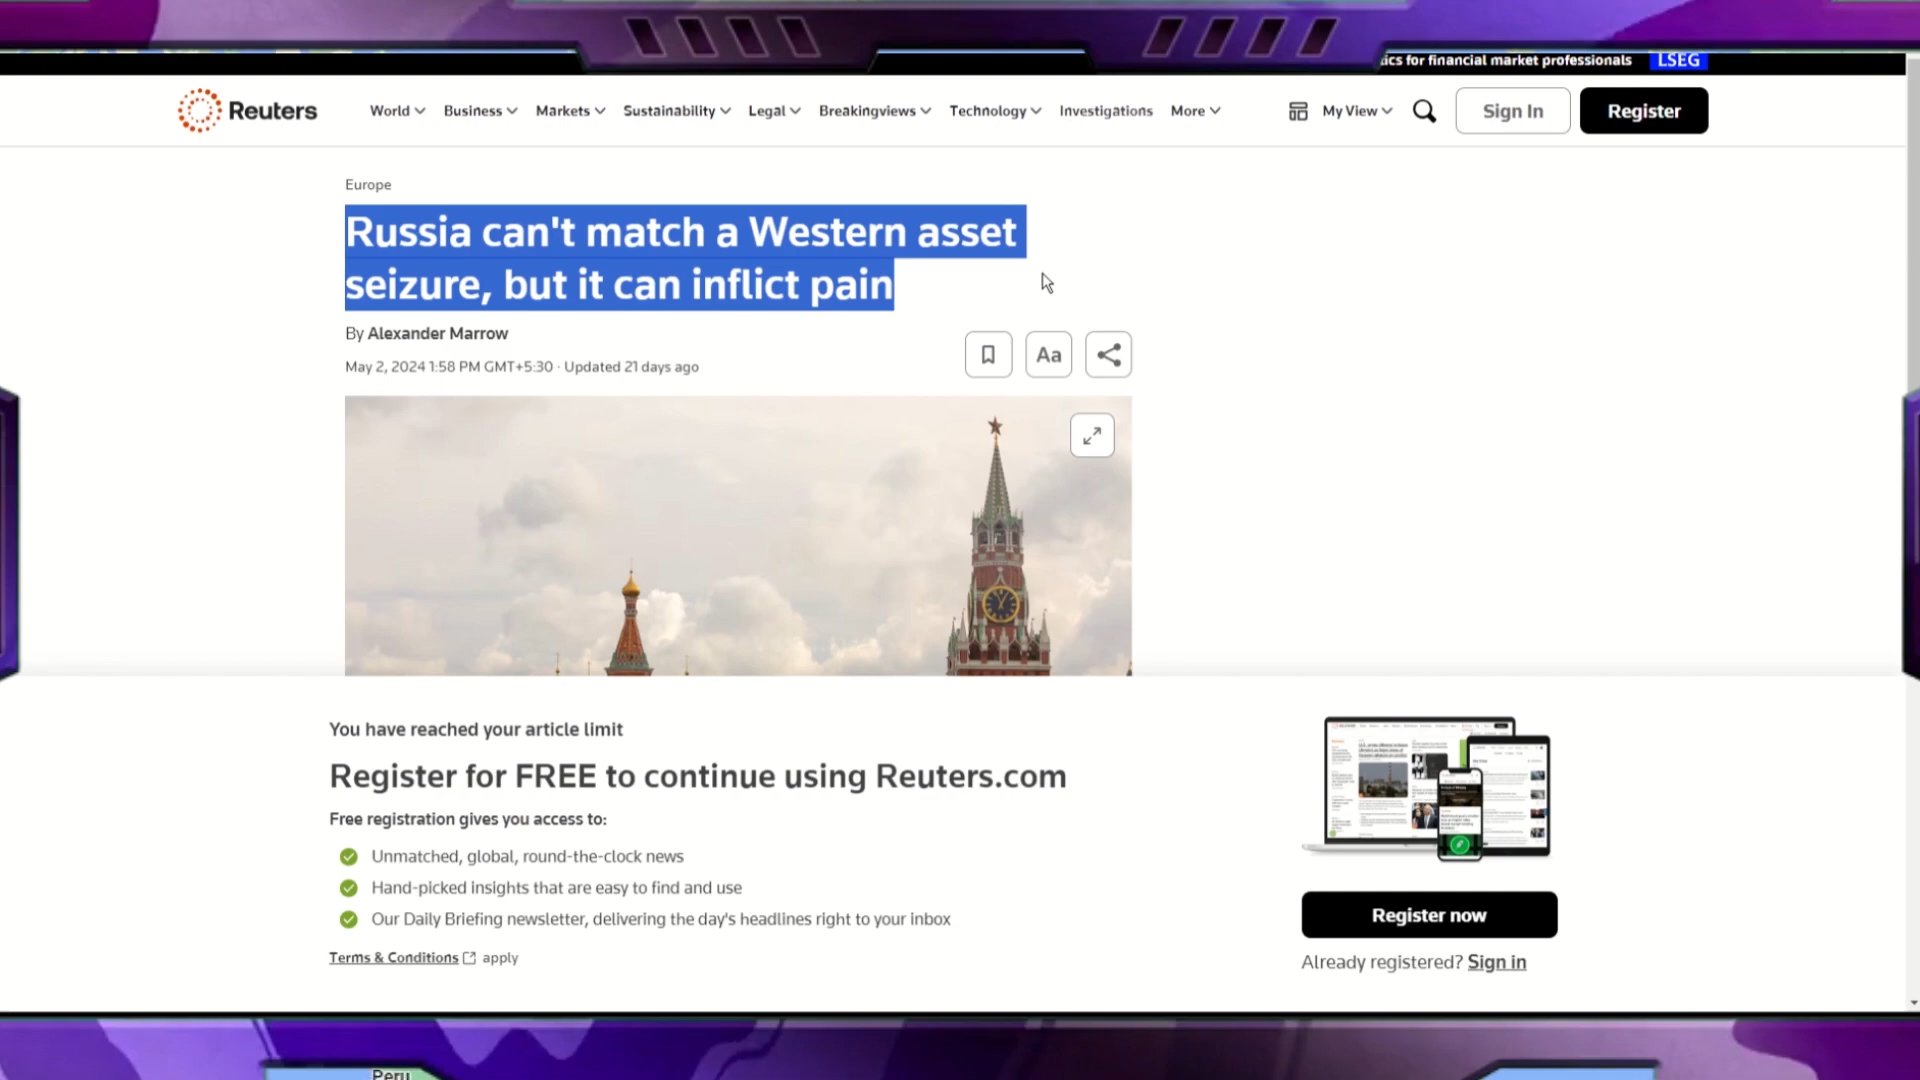 ics for financial market professionals LSEG
Reuters World Business Markets Sustainability Legal Breakingviews Technology Investigations More My View Sign In Register
Europe
Russia can't match a Western asset
seizure, but it can inflict pain
By Alexander Marrow
May 2, 2024 1:58 PM GMT+5:30 · Updated 21 days ago
Aa
You have reached your article limit
Register for FREE to continue using Reuters.com
Free registration gives you access to:
Unmatched, global, round-the-clock news
Hand-picked insights that are easy to find and use
Our Daily Briefing newsletter, delivering the day's headlines right to your inbox
Terms & Conditions apply
Register now
Already registered? Sign in
Peru